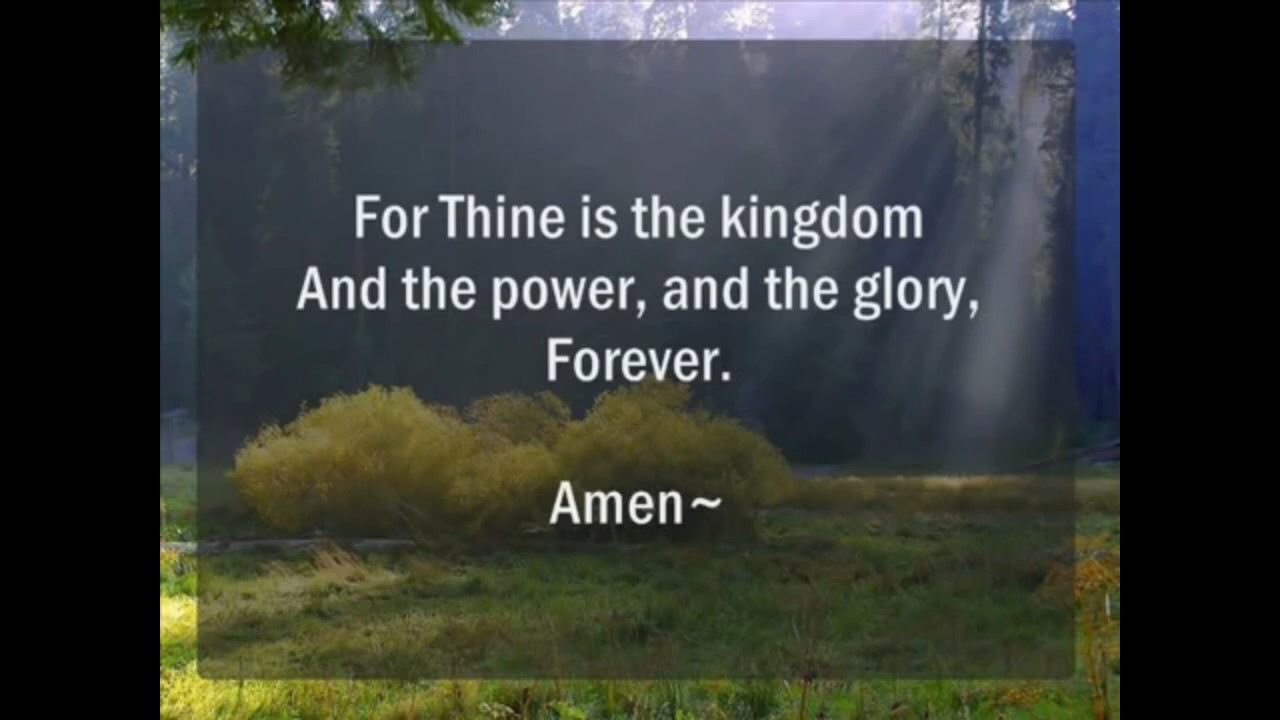 For Thine is the kingdom
And the power, and the glory,
Forever.
Amen~